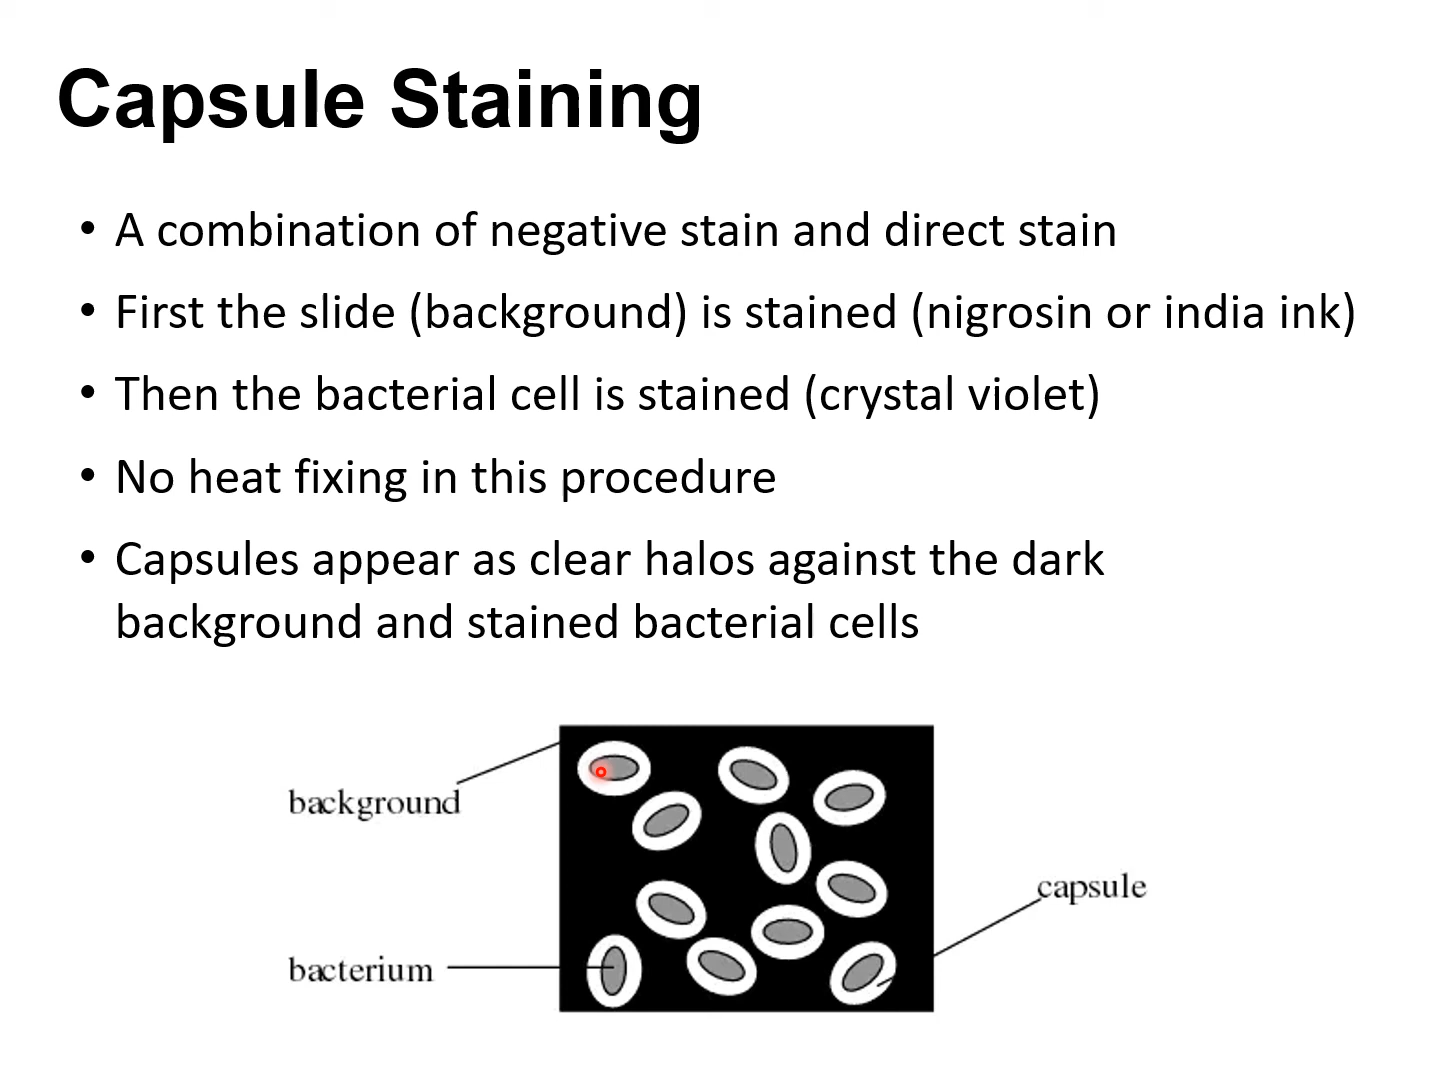 Capsule Staining
• A combination of negative stain and direct stain
• First the slide (background) is stained (nigrosin or india ink)
• Then the bacterial cell is stained (crystal violet)
• No heat fixing in this procedure
• Capsules appear as clear halos against the dark
background and stained bacterial cells
background
capsule
bacterium